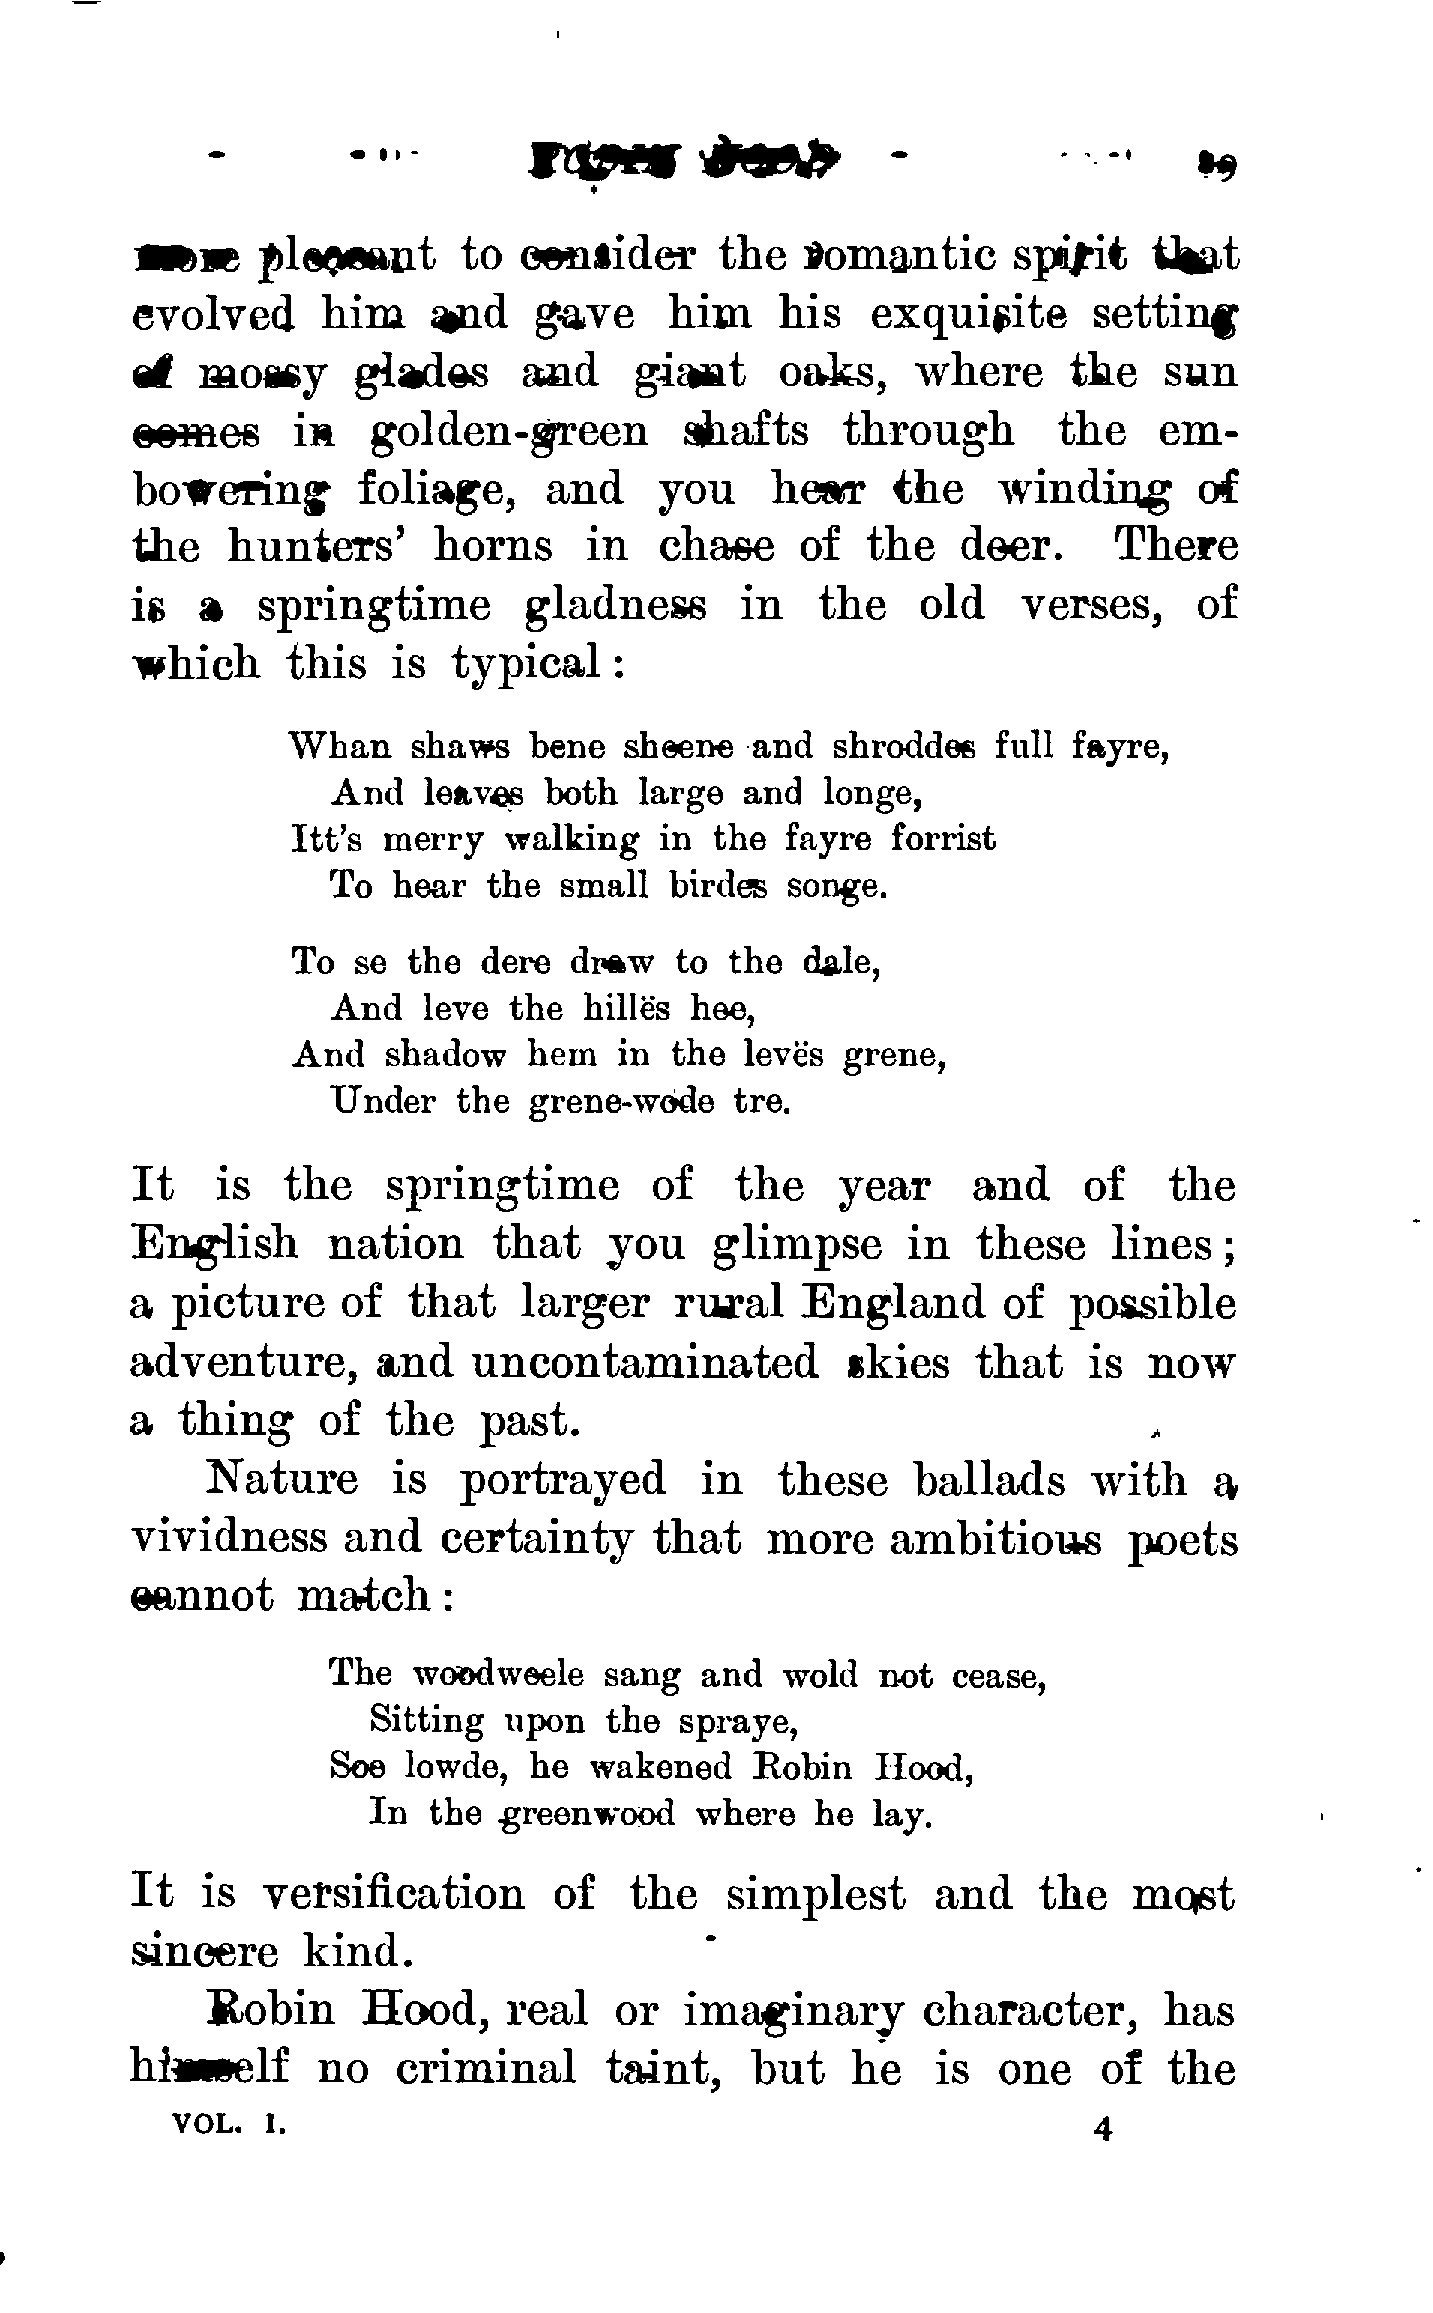 more pleasant to consider the romantic spirit that
evolved him and gave him his exquisite setting
of mossy glades and giant oaks, where the sun
comes in golden-green shafts through the em-
bowering foliage, and you hear the winding of
the hunters' horns in chase of the deer. There
is a springtime gladness in the old verses, of
which this is typical:
Whan shaws bene sheene and shroddes full fayre,
And leaves both large and longe,
Itt's merry walking in the fayre forrist
To hear the small birdes songe.
To se the dere draw to the dale,
And leve the hillës hee,
And shadow hem in the levës grene,
Under the grene-wode tre.
It is the springtime of the year and of the
English nation that you glimpse in these lines;
a picture of that larger rural England of possible
adventure, and uncontaminated skies that is now
a thing of the past.
Nature is portrayed in these ballads with a
vividness and certainty that more ambitious poets
cannot match:
The woodweele sang and wold not cease,
Sitting upon the spraye,
Soe lowde, he wakened Robin Hood,
In the greenwood where he lay.
It is versification of the simplest and the most
sincere kind.
Robin Hood, real or imaginary character, has
himself no criminal taint, but he is one of the
VOL. I. 4